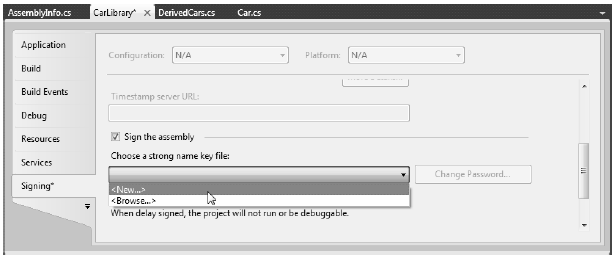 AssemblyInfo.cs CarLibrary* DerivedCars.cs Car.cs
Application
Configuration: N/A Platform: N/A
Build
Build Events
Timestamp server URL:
Debug
Resources
Sign the assembly
Services
Choose a strong name key file:
Signing*
Change Password...
<New...>
<Browse...>
When delay signed, the project will not run or be debuggable.